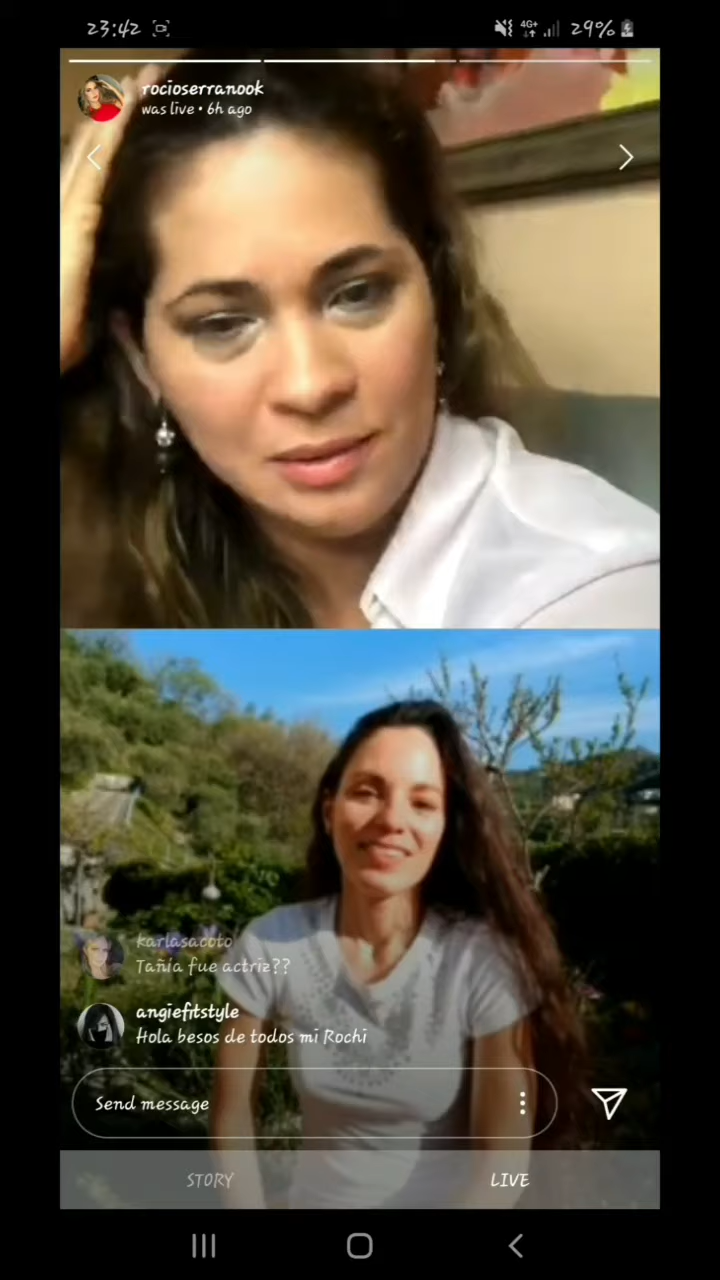 23:42
4G+
29%
rocioserranook
was live • 6h ago
karlasacoto
Tañia fue actriz??
angiefitstyle
Hola besos de todos mi Rochi
Send message
STORY
LIVE